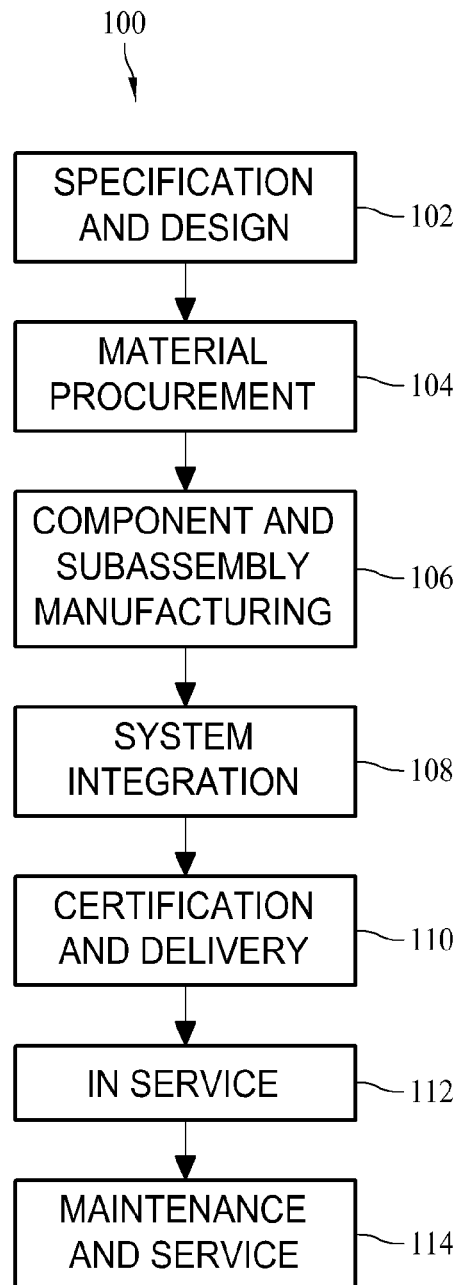 100
SPECIFICATION
AND DESIGN
102
MATERIAL
PROCUREMENT
104
COMPONENT AND
SUBASSEMBLY
MANUFACTURING
106
SYSTEM
INTEGRATION
108
CERTIFICATION
AND DELIVERY
110
IN SERVICE
112
MAINTENANCE
AND SERVICE
114